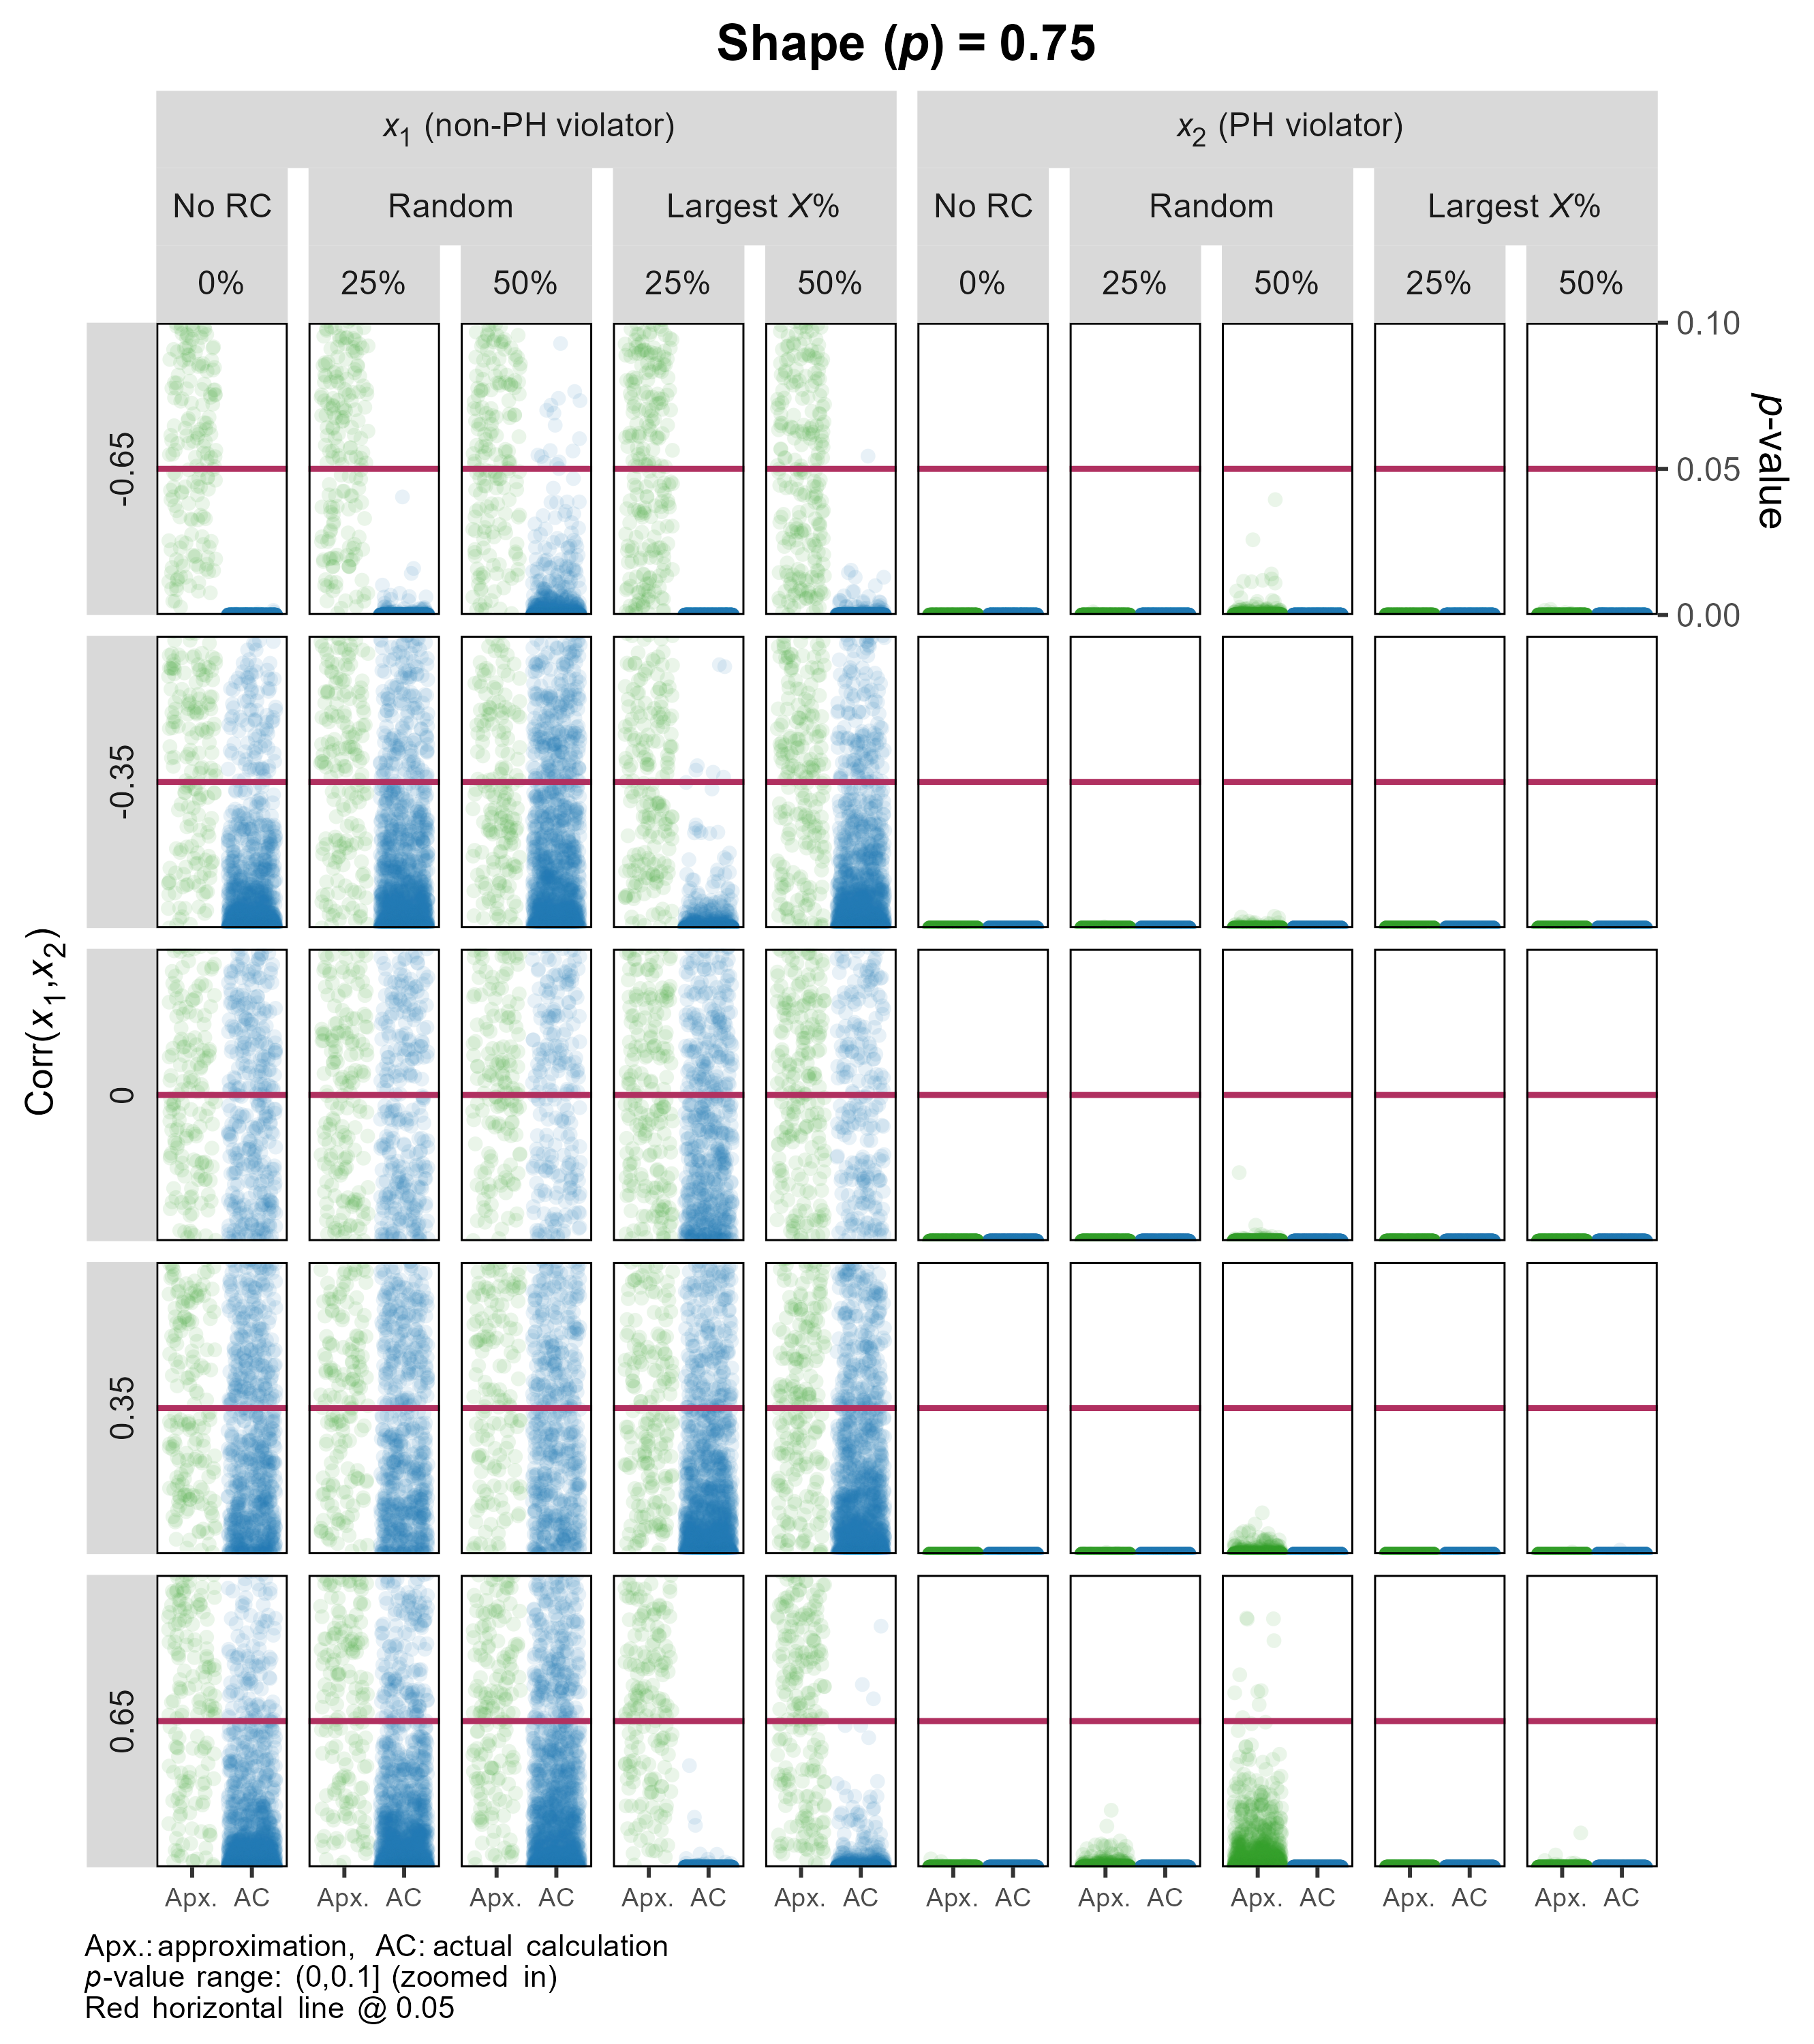 Shape (p) = 0.75
x1 (non-PH violator) x2 (PH violator)
No RC Random Largest X% No RC Random Largest X%
0% 25% 50% 25% 50% 0% 25% 50% 25% 50%
0.10
0.05
0.00
p-value
Corr(x1,x2)
-0.65
-0.35
0
0.35
0.65
Apx. AC Apx. AC Apx. AC Apx. AC Apx. AC Apx. AC Apx. AC Apx. AC Apx. AC Apx. AC
Apx.: approximation, AC: actual calculation
p-value range: (0,0.1] (zoomed in)
Red horizontal line @ 0.05